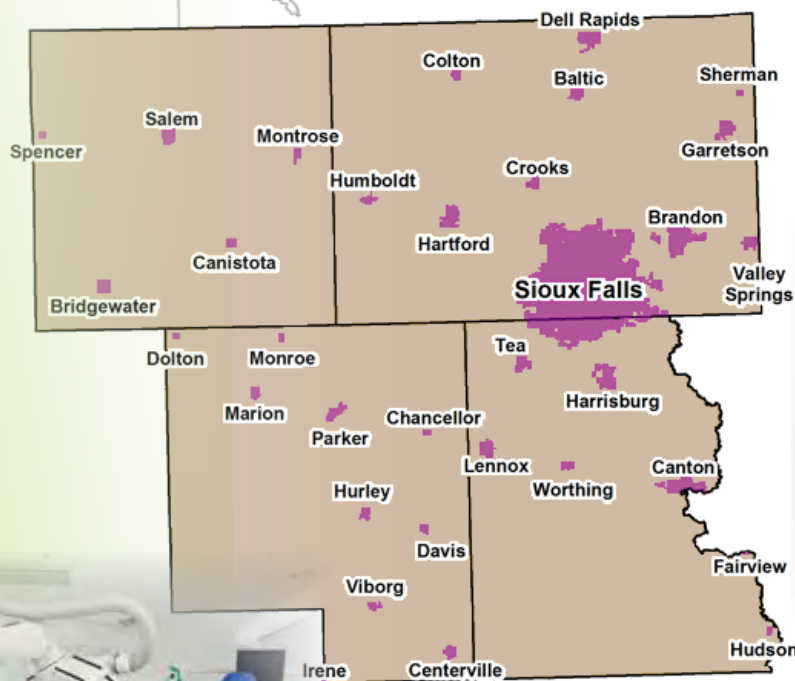 Dell Rapids
Colton
Baltic
Sherman
Salem
Montrose
Spencer
Garretson
Crooks
Humboldt
Brandon
Hartford
Canistota
Valley
Springs
Sioux Falls
Bridgewater
Tea
Dolton
Monroe
Harrisburg
Marion
Chancellor
Parker
Lennox
Canton
Worthing
Hurley
Davis
Fairview
Viborg
Hudson
Irene
Centerville